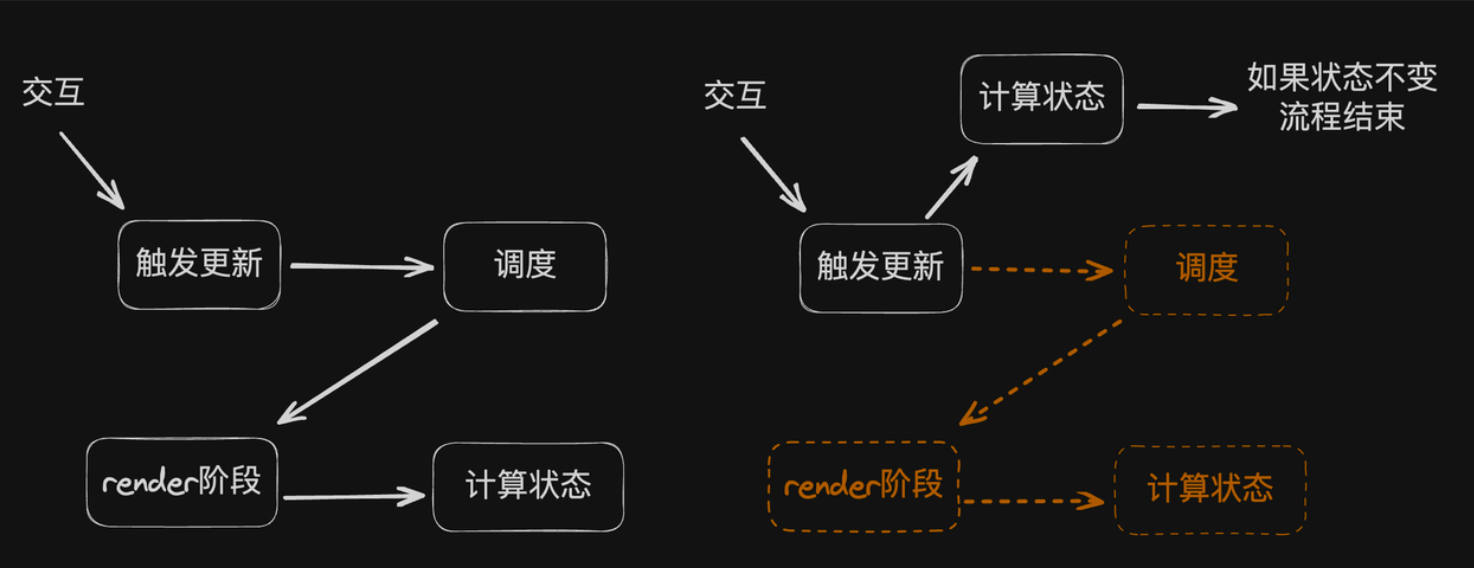 交互
触发更新
调度
render阶段
计算状态
交互
计算状态
如果状态不变
流程结束
触发更新
调度
render阶段
计算状态